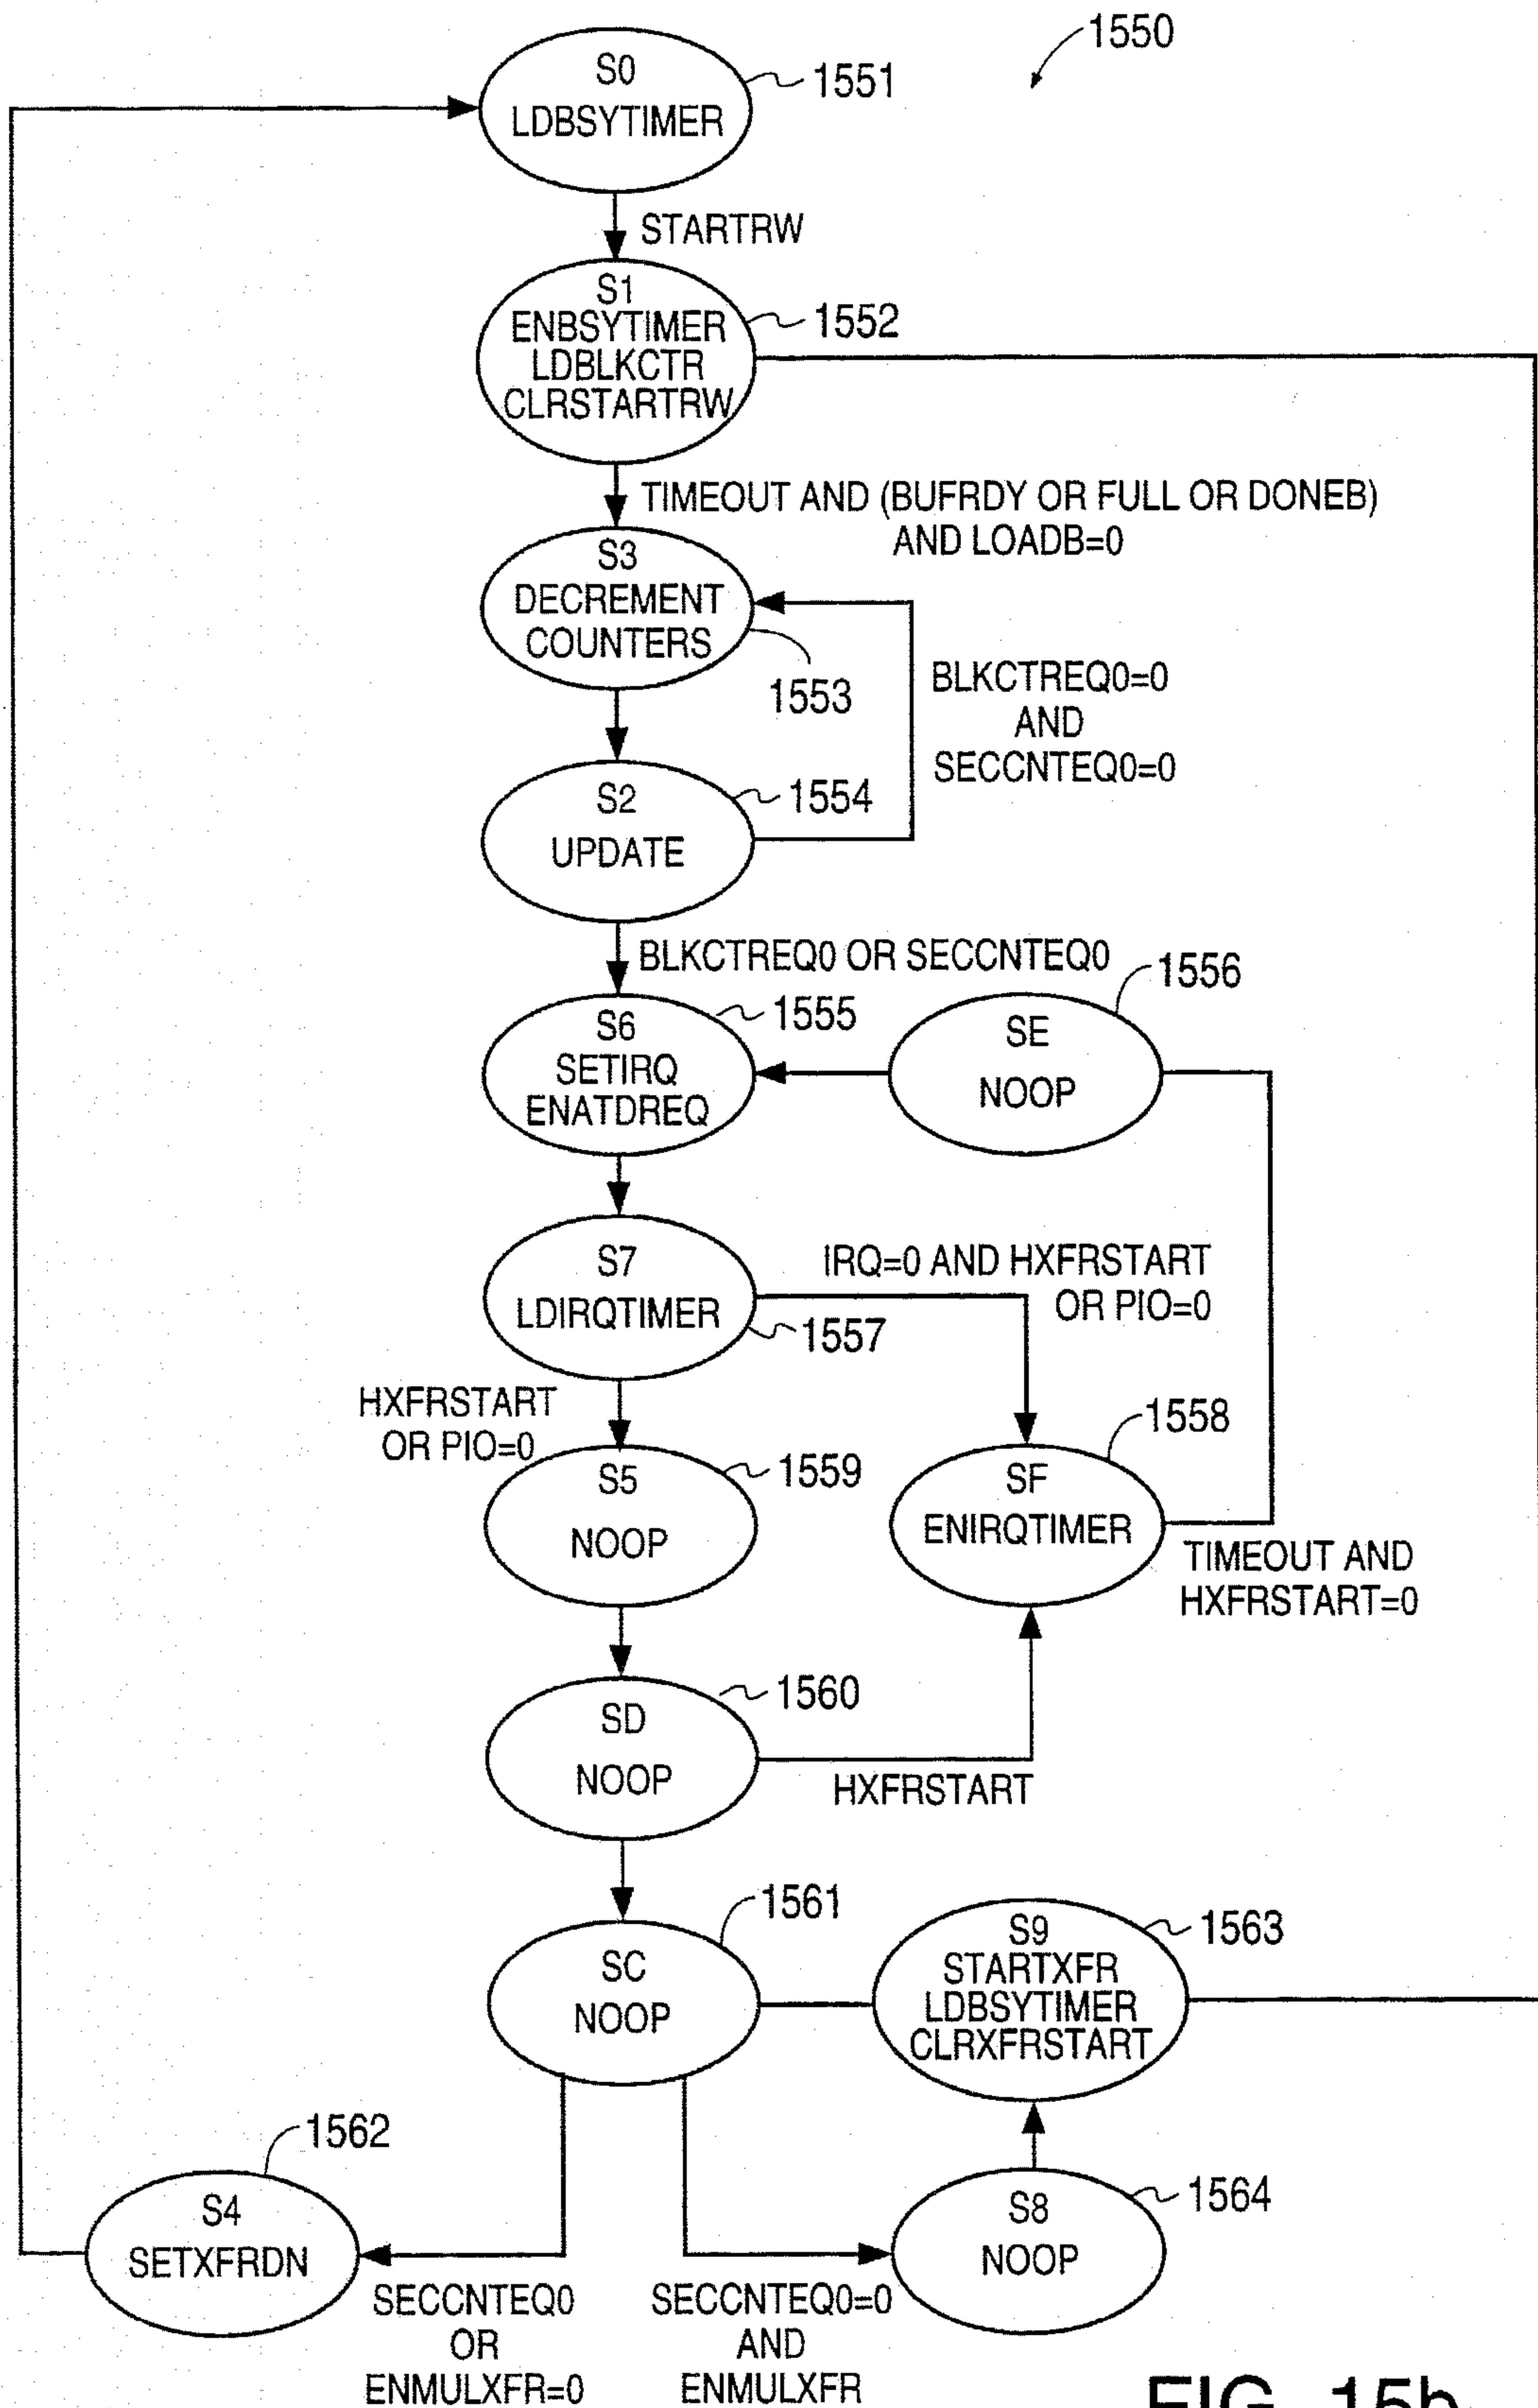 1550
S0
LDBSYTIMER
1551
STARTRW
S1
ENBSYTIMER
LDBLKCTR
CLRSTARTRW
1552
TIMEOUT AND (BUFRDY OR FULL OR DONEB)
AND LOADB=0
S3
DECREMENT
COUNTERS
1553
BLKCTREQ0=0
AND
SECCNTEQ0=0
S2
UPDATE
1554
BLKCTREQ0 OR SECCNTEQ0
S6
SETIRQ
ENATDREQ
1555
SE
NOOP
1556
S7
LDIRQTIMER
1557
IRQ=0 AND HXFRSTART
OR PIO=0
HXFRSTART
OR PIO=0
S5
NOOP
1559
SF
ENIRQTIMER
1558
TIMEOUT AND
HXFRSTART=0
SD
NOOP
1560
HXFRSTART
SC
NOOP
1561
S9
STARTXFR
LDBSYTIMER
CLRXFRSTART
1563
S4
SETXFRDN
1562
S8
NOOP
1564
SECCNTEQ0
OR
ENMULXFR=0
SECCNTEQ0=0
AND
ENMULXFR
FIG. 15b